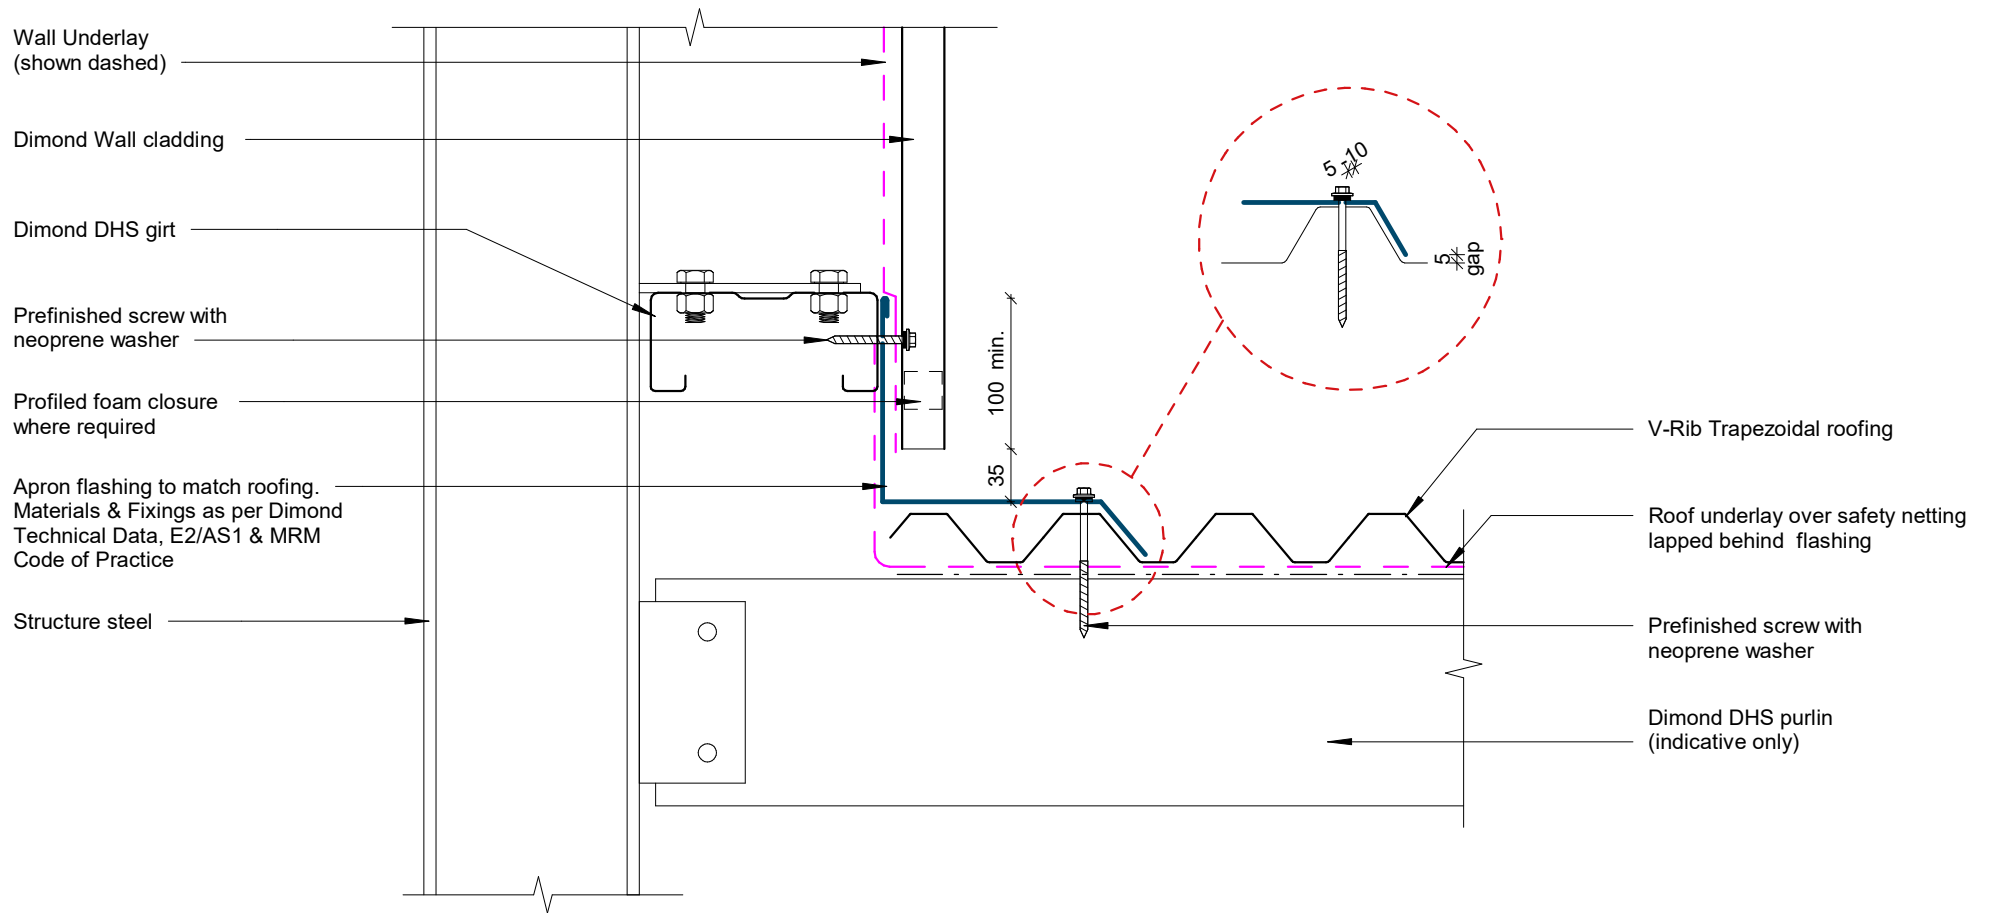 Wall Underlay
(shown dashed)
Dimond Wall cladding
Dimond DHS girt
Prefinished screw with
neoprene washer
Profiled foam closure
where required
Apron flashing to match roofing.
Materials & Fixings as per Dimond
Technical Data, E2/AS1 & MRM
Code of Practice
Structure steel
100 min.
35
5 -10
5
gap
V-Rib Trapezoidal roofing
Roof underlay over safety netting
lapped behind flashing
Prefinished screw with
neoprene washer
Dimond DHS purlin
(indicative only)